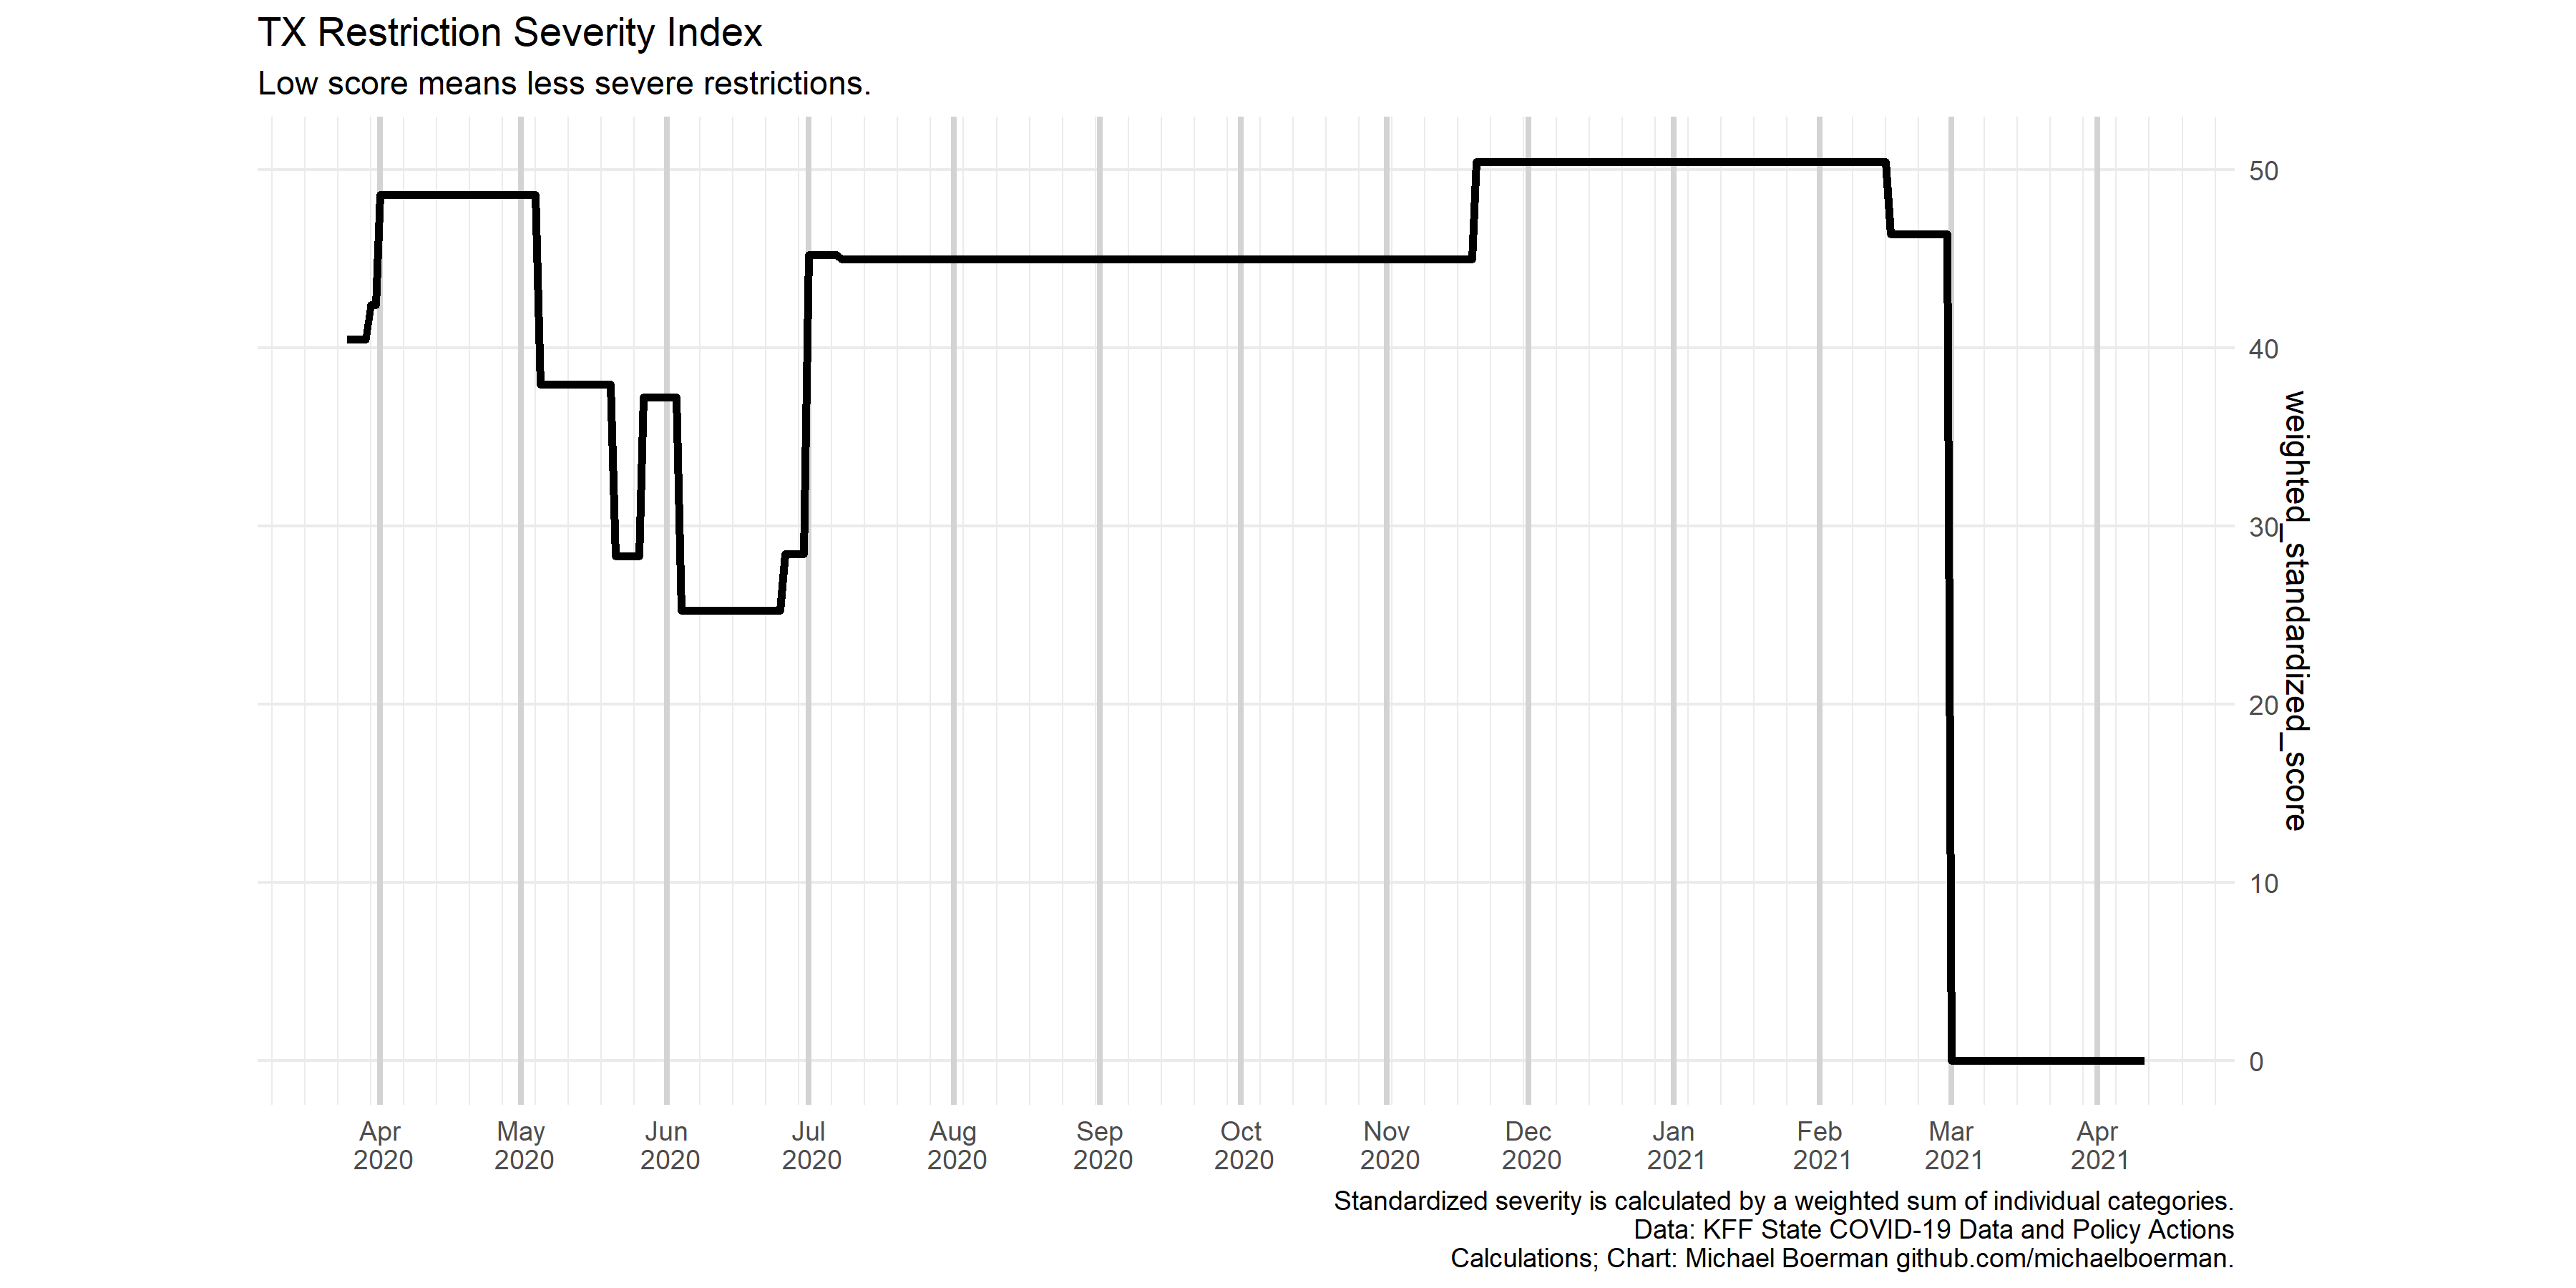 TX Restriction Severity Index
Low score means less severe restrictions.
50
40
30
20
10
0
weighted_standardized_score
Apr May Jun Jul Aug Sep Oct Nov Dec Jan Feb Mar Apr
2020 2020 2020 2020 2020 2020 2020 2020 2020 2021 2021 2021 2021
Standardized severity is calculated by a weighted sum of individual categories.
Data: KFF State COVID-19 Data and Policy Actions
Calculations; Chart: Michael Boerman github.com/michaelboerman.